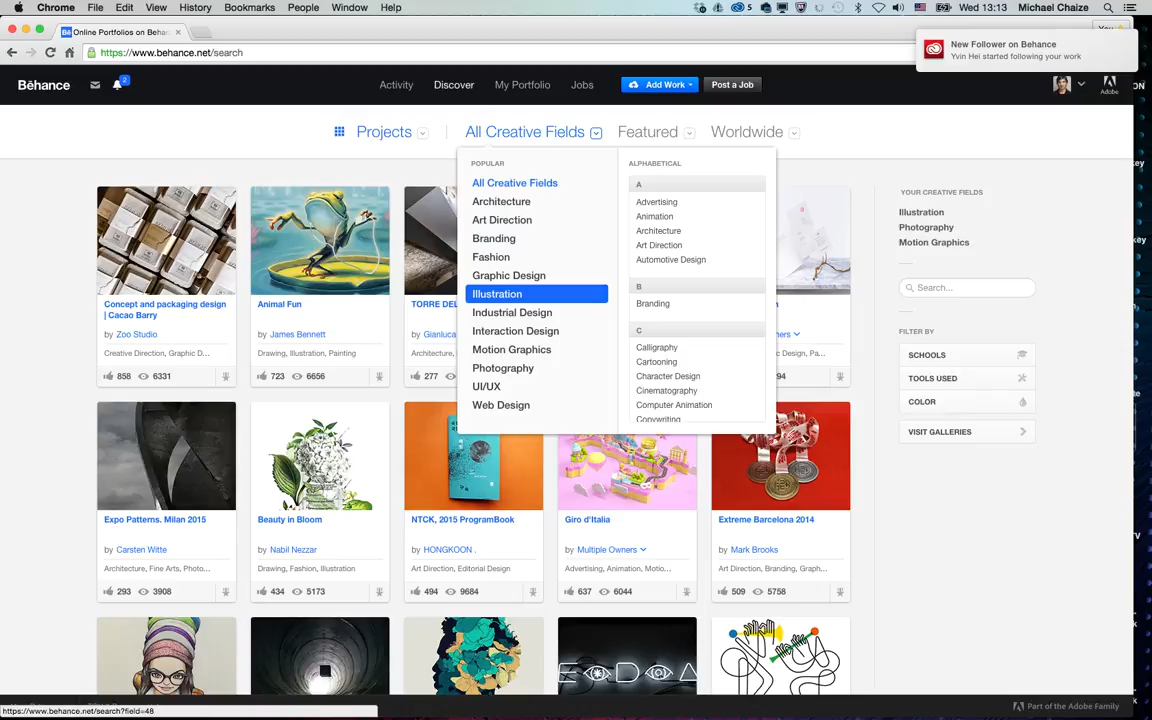 Chrome File Edit View History Bookmarks People Window Help 5 Wed 13:13 Michael Chaize
Online Portfolios on Behan
You
https://www.behance.net/search
New Follower on Behance
Yvin Hei started following your work
Bēhance 2 Activity Discover My Portfolio Jobs Add Work Post a Job Adobe
ON
Projects All Creative Fields Featured Worldwide
POPULAR
All Creative Fields
Architecture
Art Direction
Branding
Fashion
Graphic Design
Illustration
Industrial Design
Interaction Design
Motion Graphics
Photography
UI/UX
Web Design
ALPHABETICAL
A
Advertising
Animation
Architecture
Art Direction
Automotive Design
B
Branding
C
Calligraphy
Cartooning
Character Design
Cinematography
Computer Animation
Copywriting
YOUR CREATIVE FIELDS
Illustration
Photography
Motion Graphics
Search...
FILTER BY
SCHOOLS
TOOLS USED
COLOR
VISIT GALLERIES
Concept and packaging design
| Cacao Barry
by Zoo Studio
Creative Direction, Graphic D...
858 6331
Animal Fun
by James Bennett
Drawing, Illustration, Painting
723 6656
TORRE DEL
by Gianluca
Architecture,
277
Expo Patterns. Milan 2015
by Carsten Witte
Architecture, Fine Arts, Photo...
293 3908
Beauty in Bloom
by Nabil Nezzar
Drawing, Fashion, Illustration
434 5173
NTCK, 2015 ProgramBook
by HONGKOON .
Art Direction, Editorial Design
494 9684
Giro d'Italia
by Multiple Owners
Advertising, Animation, Motio...
637 6044
Extreme Barcelona 2014
by Mark Brooks
Art Direction, Branding, Graph...
509 5758
https://www.behance.net/search?field=48
Part of the Adobe Family